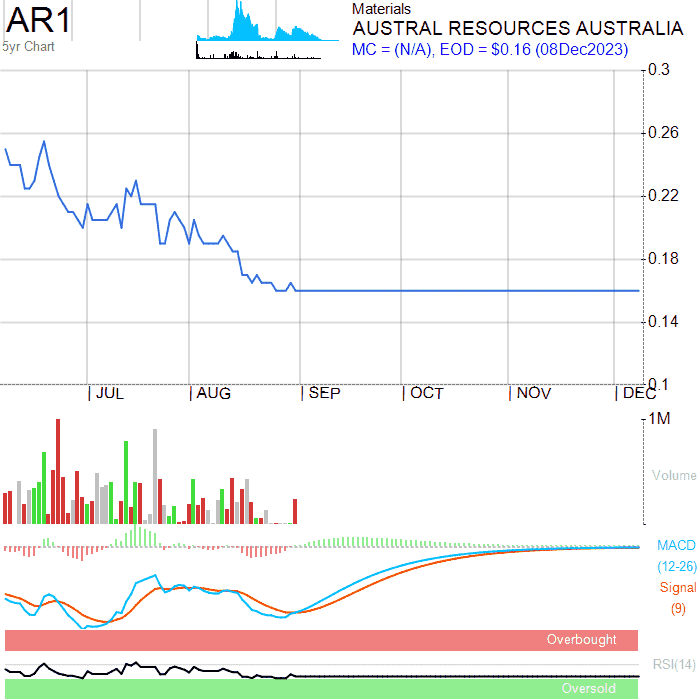 AR1
5yr Chart
Materials
AUSTRAL RESOURCES AUSTRALIA
MC = (N/A), EOD = $0.16 (08Dec2023)
0.3
0.26
0.22
0.18
0.14
0.1
JUL AUG SEP OCT NOV DEC
1M
Volume
MACD
(12-26)
Signal
(9)
Overbought
RSI(14)
Oversold